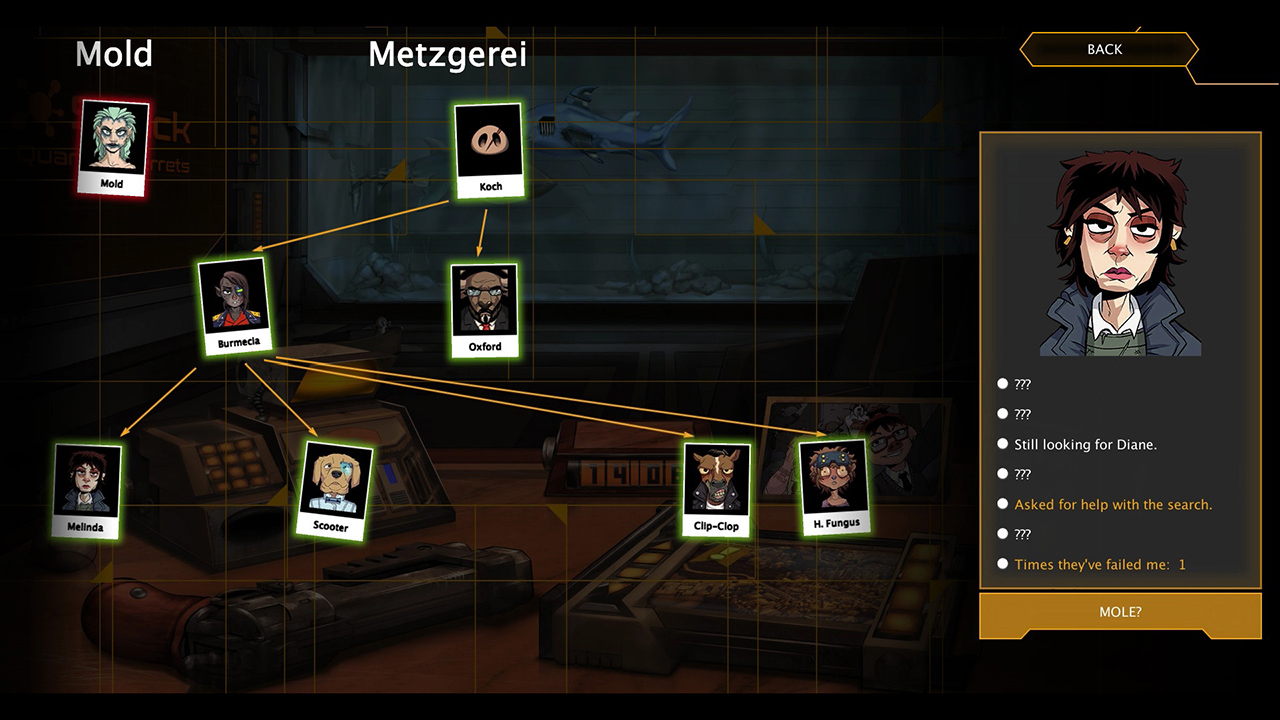 Mold
Metzgerei
BACK
Mold
Koch
Burmecia
Oxford
Melinda
Scooter
Clip-Clop
H. Fungus
???
???
Still looking for Diane.
???
Asked for help with the search.
???
Times they've failed me: 1
MOLE?